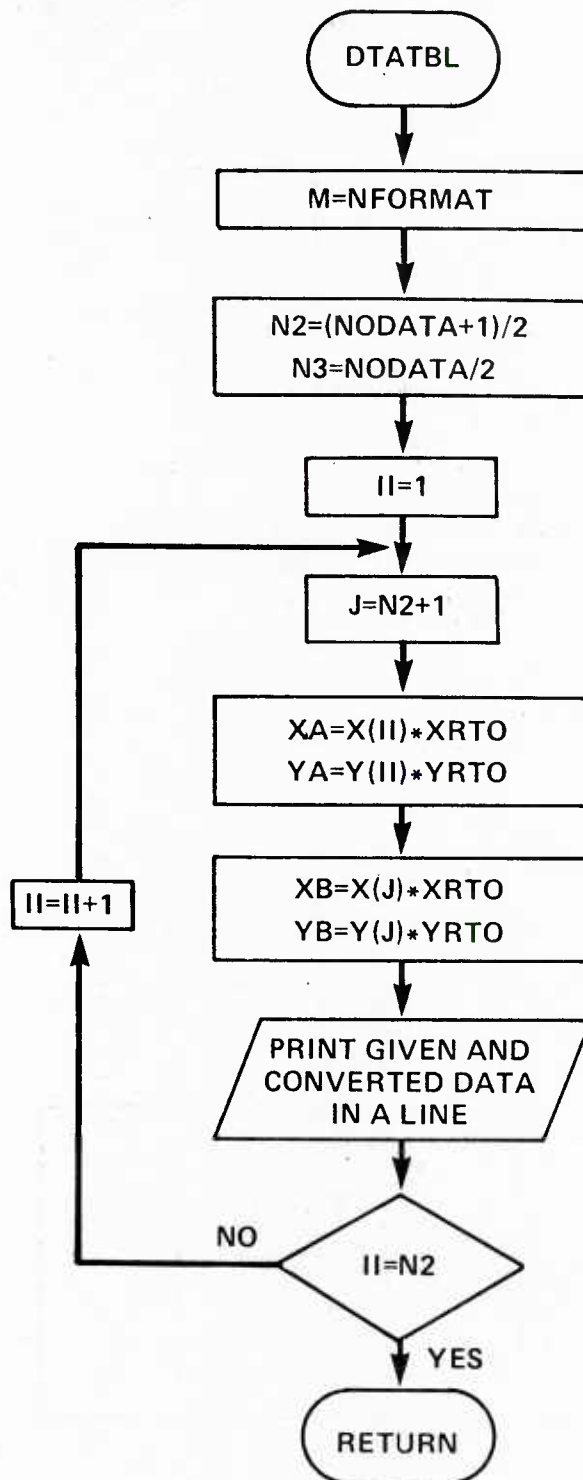 DTATBL
M=NFORMAT
N2=(NODATA+1)/2
N3=NODATA/2
II=1
J=N2+1
XA=X(II)*XRTO
YA=Y(II)*YRTO
XB=X(J)*XRTO
YB=Y(J)*YRTO
II=II+1
PRINT GIVEN AND
CONVERTED DATA
IN A LINE
NO
II=N2
YES
RETURN